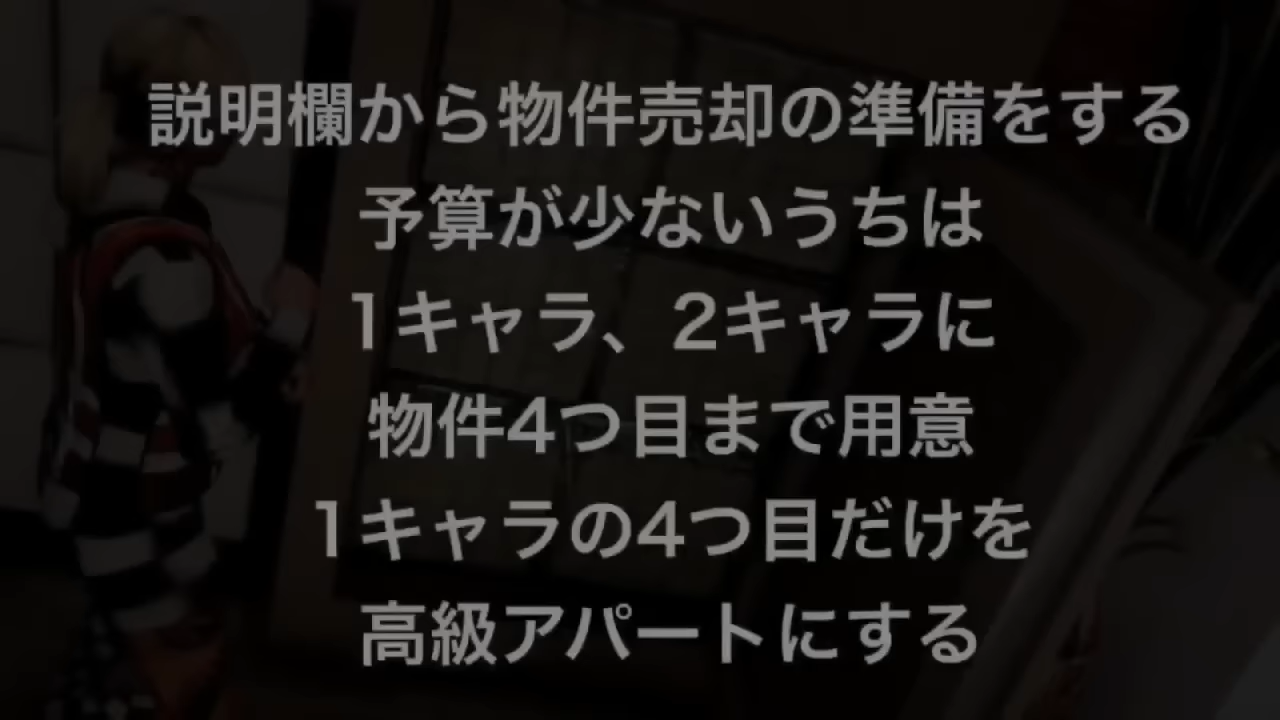 説明欄から物件売却の準備をする
予算が少ないうちは
1キャラ、2キャラに
物件4つ目まで用意
1キャラの4つ目だけを
高級アパートにする